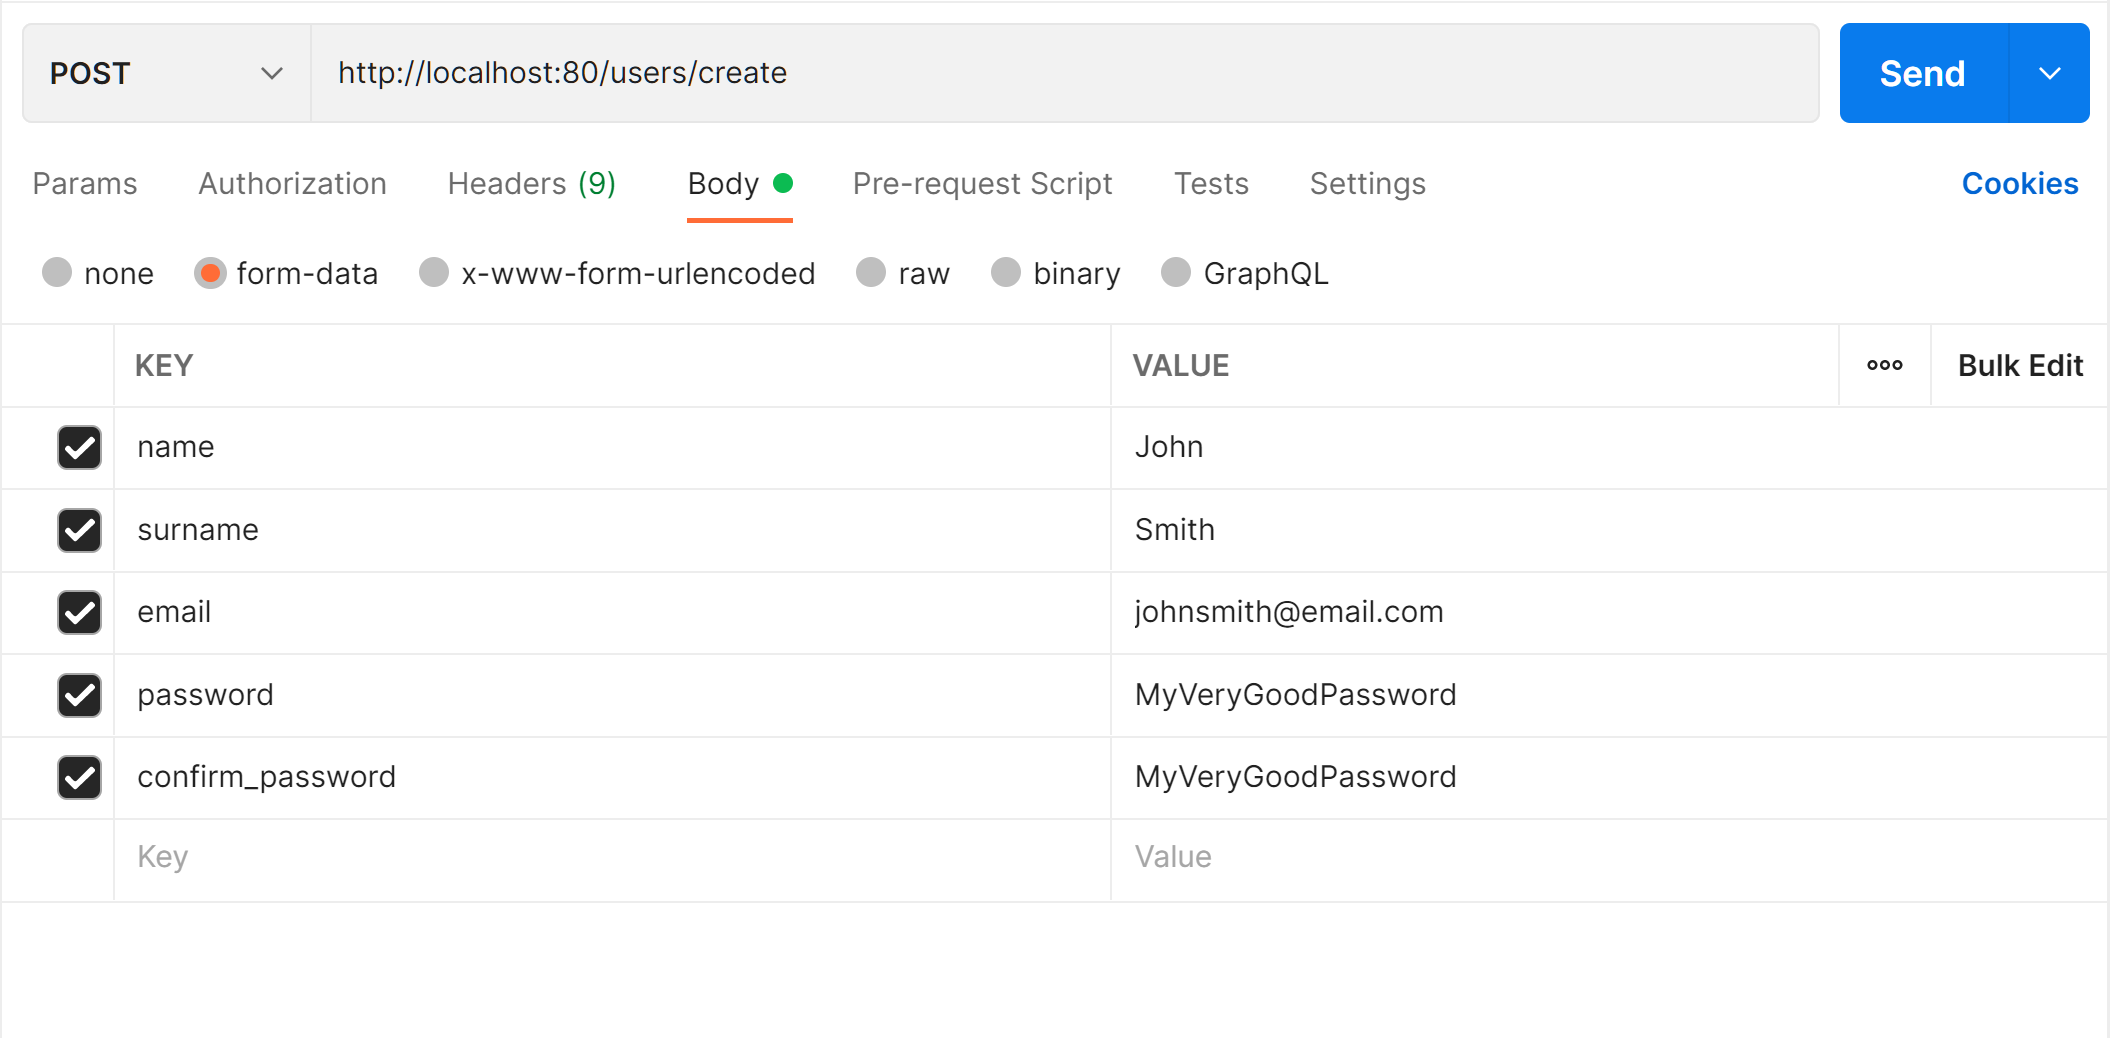 POST http://localhost:80/users/create Send
Params Authorization Headers (9) Body Pre-request Script Tests Settings Cookies
none form-data x-www-form-urlencoded raw binary GraphQL
KEY VALUE ooo Bulk Edit
name John
surname Smith
email johnsmith@email.com
password MyVeryGoodPassword
confirm_password MyVeryGoodPassword
Key Value